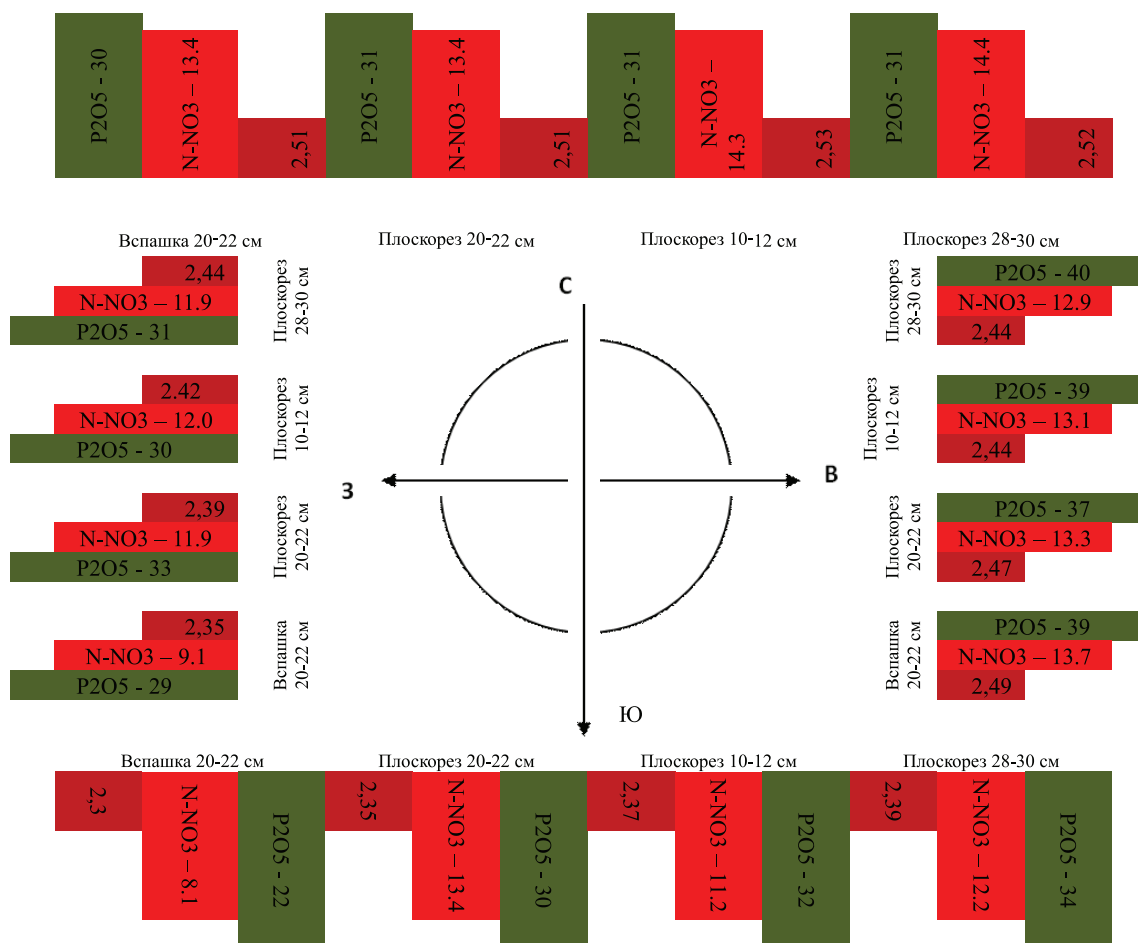 P2O5 - 30
N-NO3 – 13.4
2,51
P2O5 - 31
N-NO3 – 13.4
2,51
P2O5 - 31
N-NO3 –
14.3
2,53
P2O5 - 31
N-NO3 – 14.4
2,52
Вспашка 20-22 см
Плоскорез 20-22 см
Плоскорез 10-12 см
Плоскорез 28-30 см
2,44
N-NO3 – 11.9
P2O5 - 31
Плоскорез
28-30 см
2.42
N-NO3 – 12.0
P2O5 - 30
Плоскорез
10-12 см
2,39
N-NO3 – 11.9
P2O5 - 33
Плоскорез
20-22 см
2,35
N-NO3 – 9.1
P2O5 - 29
Вспашка
20-22 см
С
З
В
Ю
Плоскорез
28-30 см
P2O5 - 40
N-NO3 – 12.9
2,44
Плоскорез
10-12 см
P2O5 - 39
N-NO3 – 13.1
2,44
Плоскорез
20-22 см
P2O5 - 37
N-NO3 – 13.3
2,47
Вспашка
20-22 см
P2O5 - 39
N-NO3 – 13.7
2,49
Вспашка 20-22 см
Плоскорез 20-22 см
Плоскорез 10-12 см
Плоскорез 28-30 см
2,3
N-NO3 – 8.1
P2O5 - 22
2,35
N-NO3 – 13.4
P2O5 - 30
2,37
N-NO3 – 11.2
P2O5 - 32
2,39
N-NO3 – 12.2
P2O5 - 34